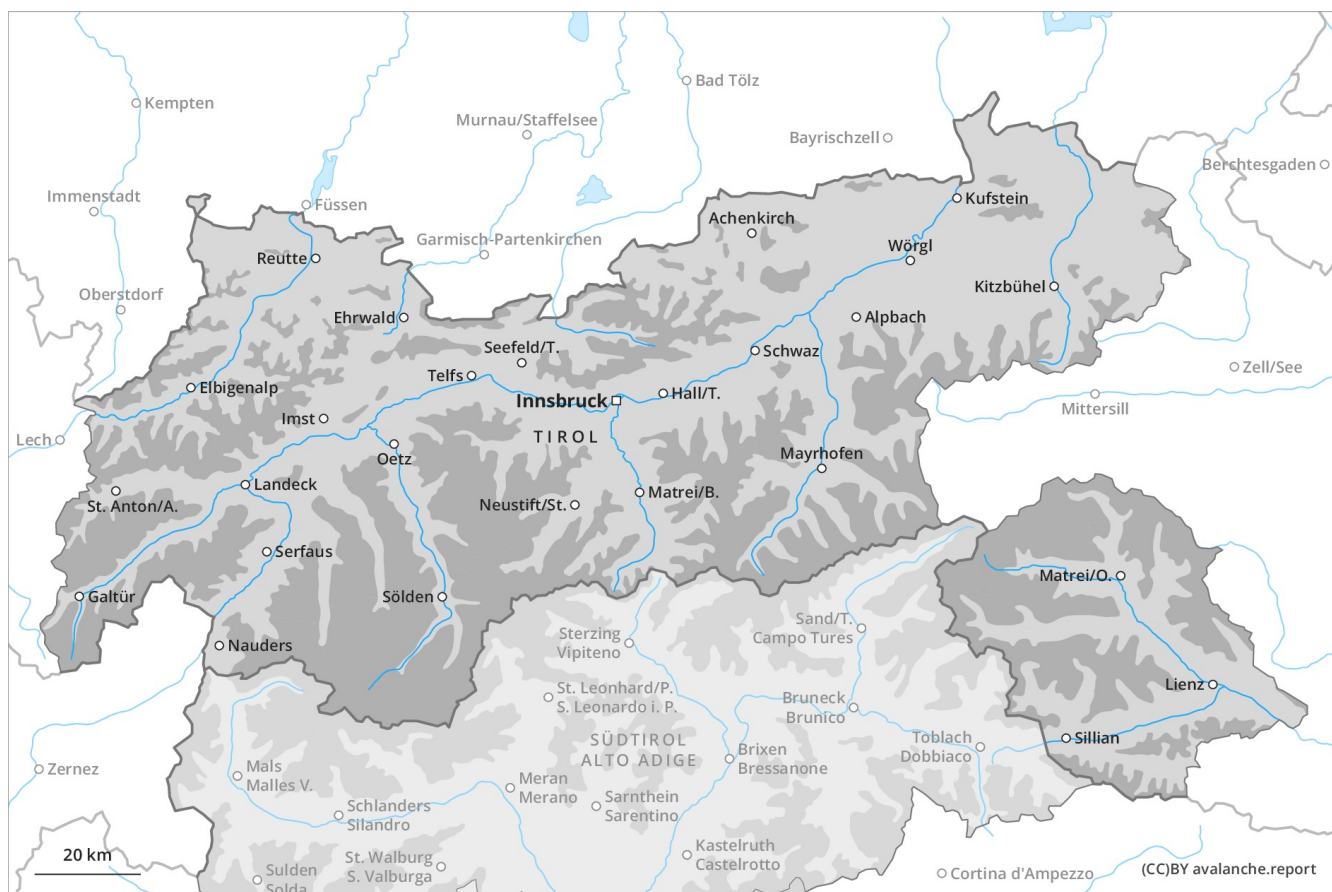 Kempten
Bad Tölz
Murnau/Staffelsee
Bayrischzell
Berchtesgaden
Immenstadt
Füssen
Kufstein
Achenkirch
Garmisch-Partenkirchen
Wörgl
Reutte
Kitzbühel
Oberstdorf
Ehrwald
Alpbach
Seefeld/T.
Schwaz
Zell/See
Telfs
Elbigenalp
Innsbruck
Hall/T.
Mittersill
Imst
Lech
TIROL
Oetz
Mayrhofen
Landeck
Matrei/B.
St. Anton/A.
Neustift/St.
Serfaus
Matrei/O.
Galtür
Sölden
Sand/T.
Campo Tures
Sterzing
Vipiteno
Nauders
Lienz
St. Leonhard/P.
S. Leonardo i. P.
Bruneck
Brunico
Sillian
SÜDTIROL
ALTO ADIGE
Toblach
Dobbiaco
Brixen
Bressanone
Zernez
Mals
Malles V.
Meran
Merano
Sarnthein
Sarentino
Schlanders
Silandro
Kastelruth
Castelrotto
20 km
St. Walburg
S. Valburga
Sulden
Solda
Cortina d'Ampezzo
(CC)BY avalanche.report